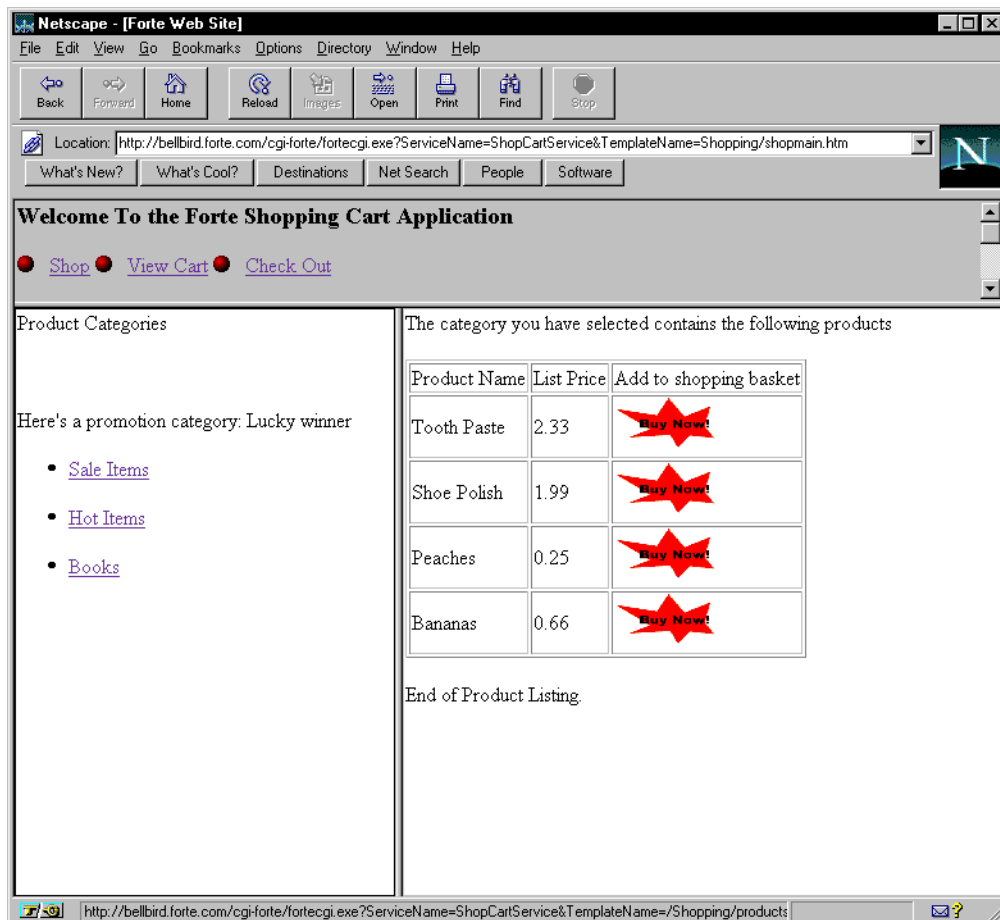 Netscape - [Forte Web Site]
File Edit View Go Bookmarks Options Directory Window Help
Back Forward Home Reload Images Open Print Find Stop
Location: http://bellbird.forte.com/cgi-forte/fortecgi.exe?ServiceName=ShopCartService&TemplateName=Shopping/shopmain.htm
N
What's New? What's Cool? Destinations Net Search People Software
Welcome To the Forte Shopping Cart Application
Shop View Cart Check Out
Product Categories
Here's a promotion category: Lucky winner
Sale Items
Hot Items
Books
The category you have selected contains the following products
Product Name List Price Add to shopping basket
Tooth Paste 2.33 Buy Now!
Shoe Polish 1.99 Buy Now!
Peaches 0.25 Buy Now!
Bananas 0.66 Buy Now!
End of Product Listing.
http://bellbird.forte.com/cgi-forte/fortecgi.exe?ServiceName=ShopCartService&TemplateName=/Shopping/products